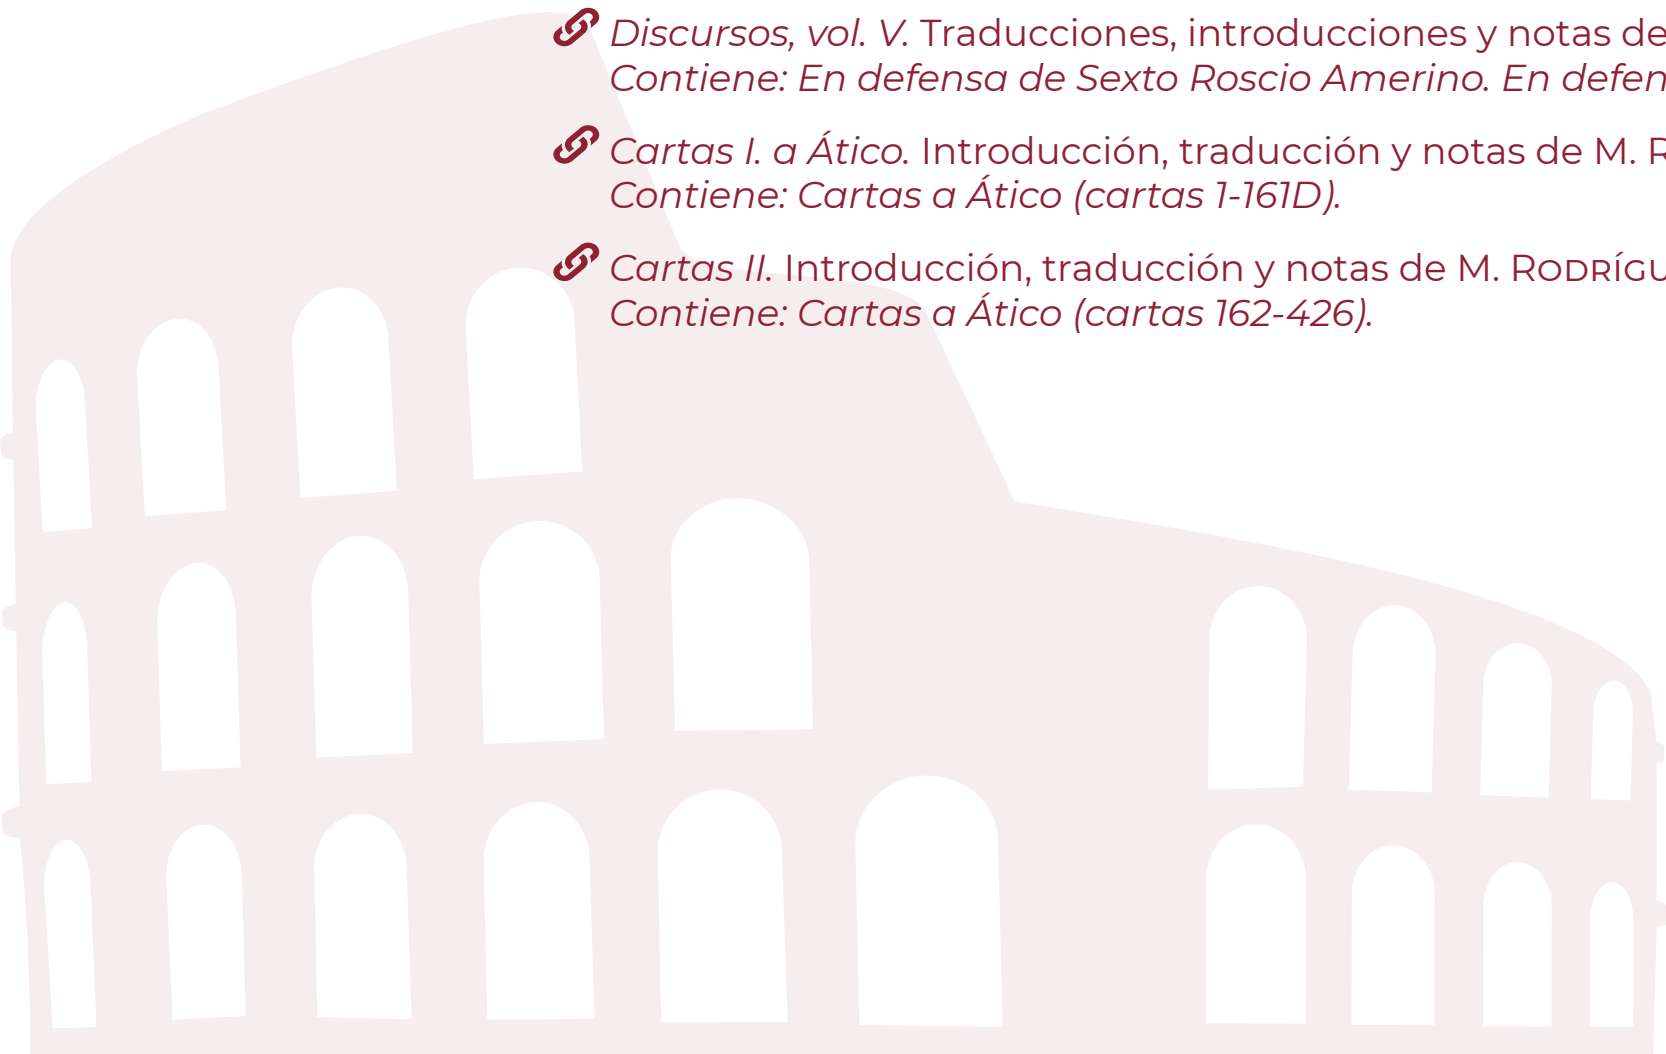 Discursos, vol. V. Traducciones, introducciones y notas de
Contiene: En defensa de Sexto Roscio Amerino. En defen
Cartas I. a Ático. Introducción, traducción y notas de M. R
Contiene: Cartas a Ático (cartas 1-161D).
Cartas II. Introducción, traducción y notas de M. RODRÍGU
Contiene: Cartas a Ático (cartas 162-426).